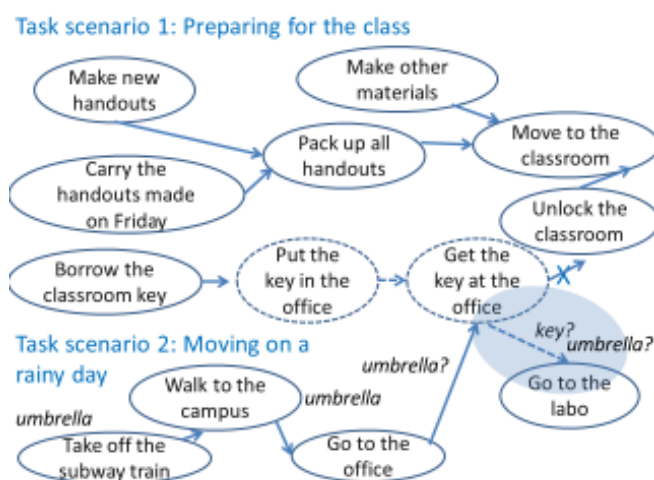 Task scenario 1: Preparing for the class
Make new
handouts
Make other
materials
Pack up all
handouts
Move to the
classroom
Carry the
handouts made
on Friday
Unlock the
classroom
Borrow the
classroom key
Put the
key in the
office
Get the
key at the
office
key?
umbrella?
Task scenario 2: Moving on a
rainy day
umbrella?
Walk to the
campus
umbrella
umbrella
Go to the
labo
Take off the
subway train
Go to the
office